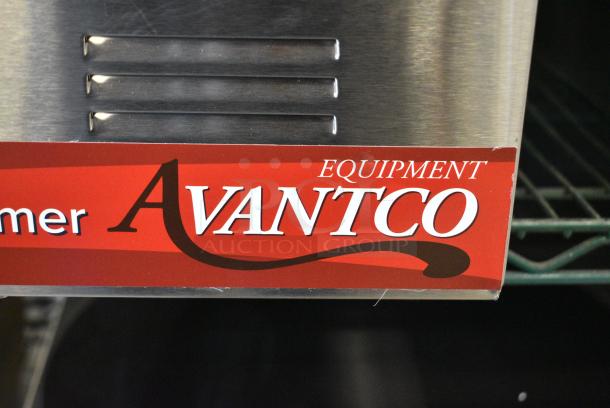 EQUIPMENT
mer AVANTCO
AUCTION GROUP